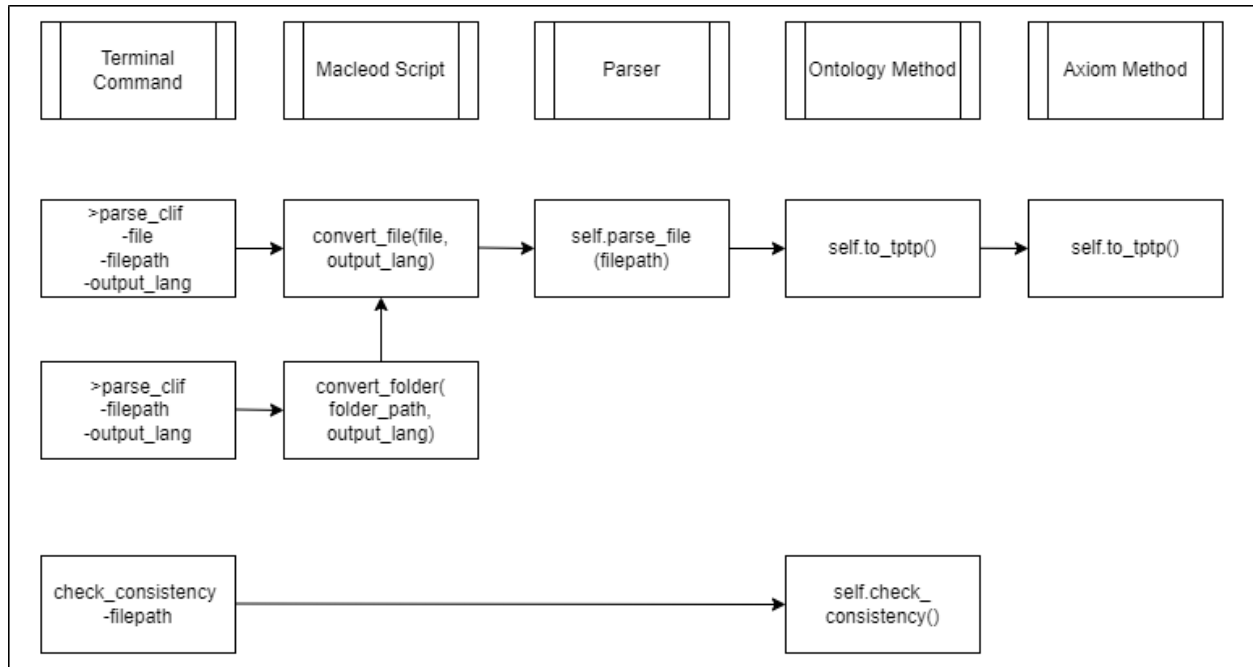 Terminal
Command
Macleod Script
Parser
Ontology Method
Axiom Method
>parse_clif
-file
-filepath
-output_lang
convert_file(file,
output_lang)
self.parse_file
(filepath)
self.to_tptp()
self.to_tptp()
>parse_clif
-filepath
-output_lang
convert_folder(
folder_path,
output_lang)
check_consistency
-filepath
self.check_
consistency()